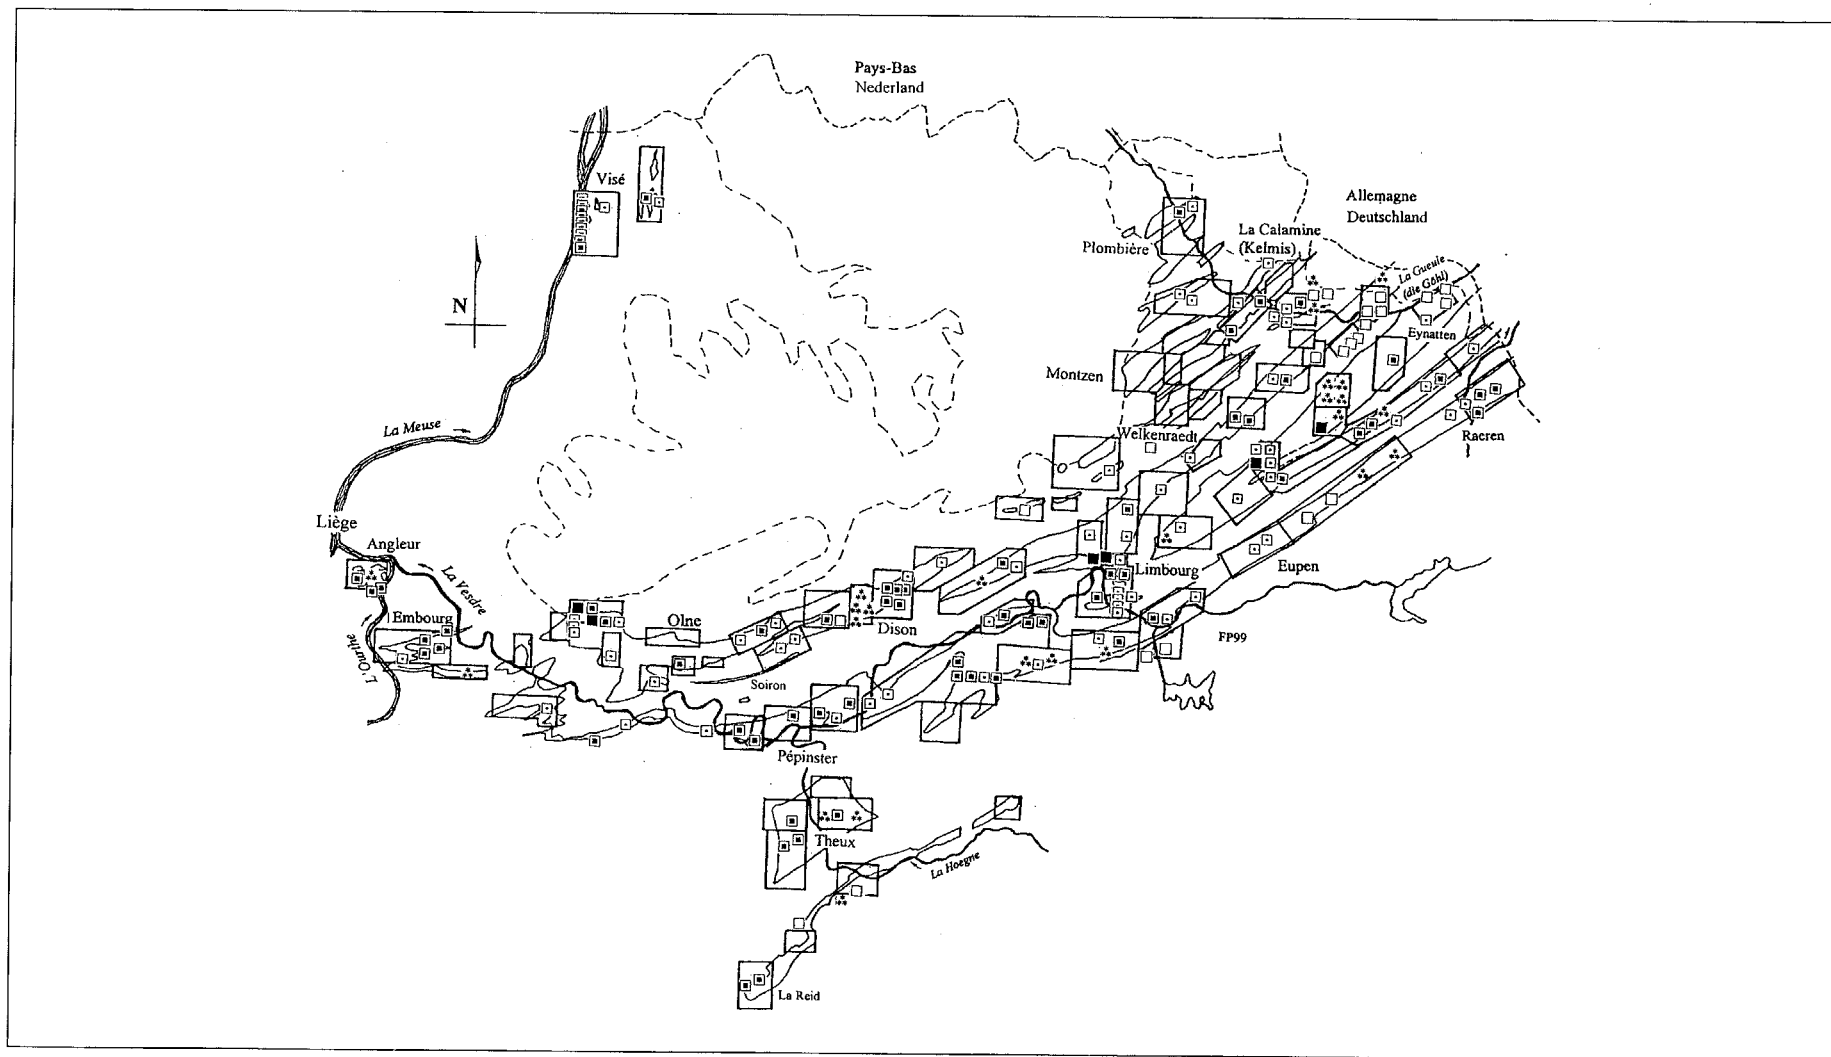 Pays-Bas
Nederland
Visé
Allemagne
Deutschland
La Calamine
(Kelmis)
Plombière
La Gueule
(die Göhl)
N
Eynatten
Montzen
La Meuse
Welkenraedt
Raeren
Liège
Angleur
La Vesdre
Limbourg
Eupen
Embourg
Olne
Dison
FP99
L'Ourthe
Soiron
Pépinster
Theux
La Hoegne
La Reid